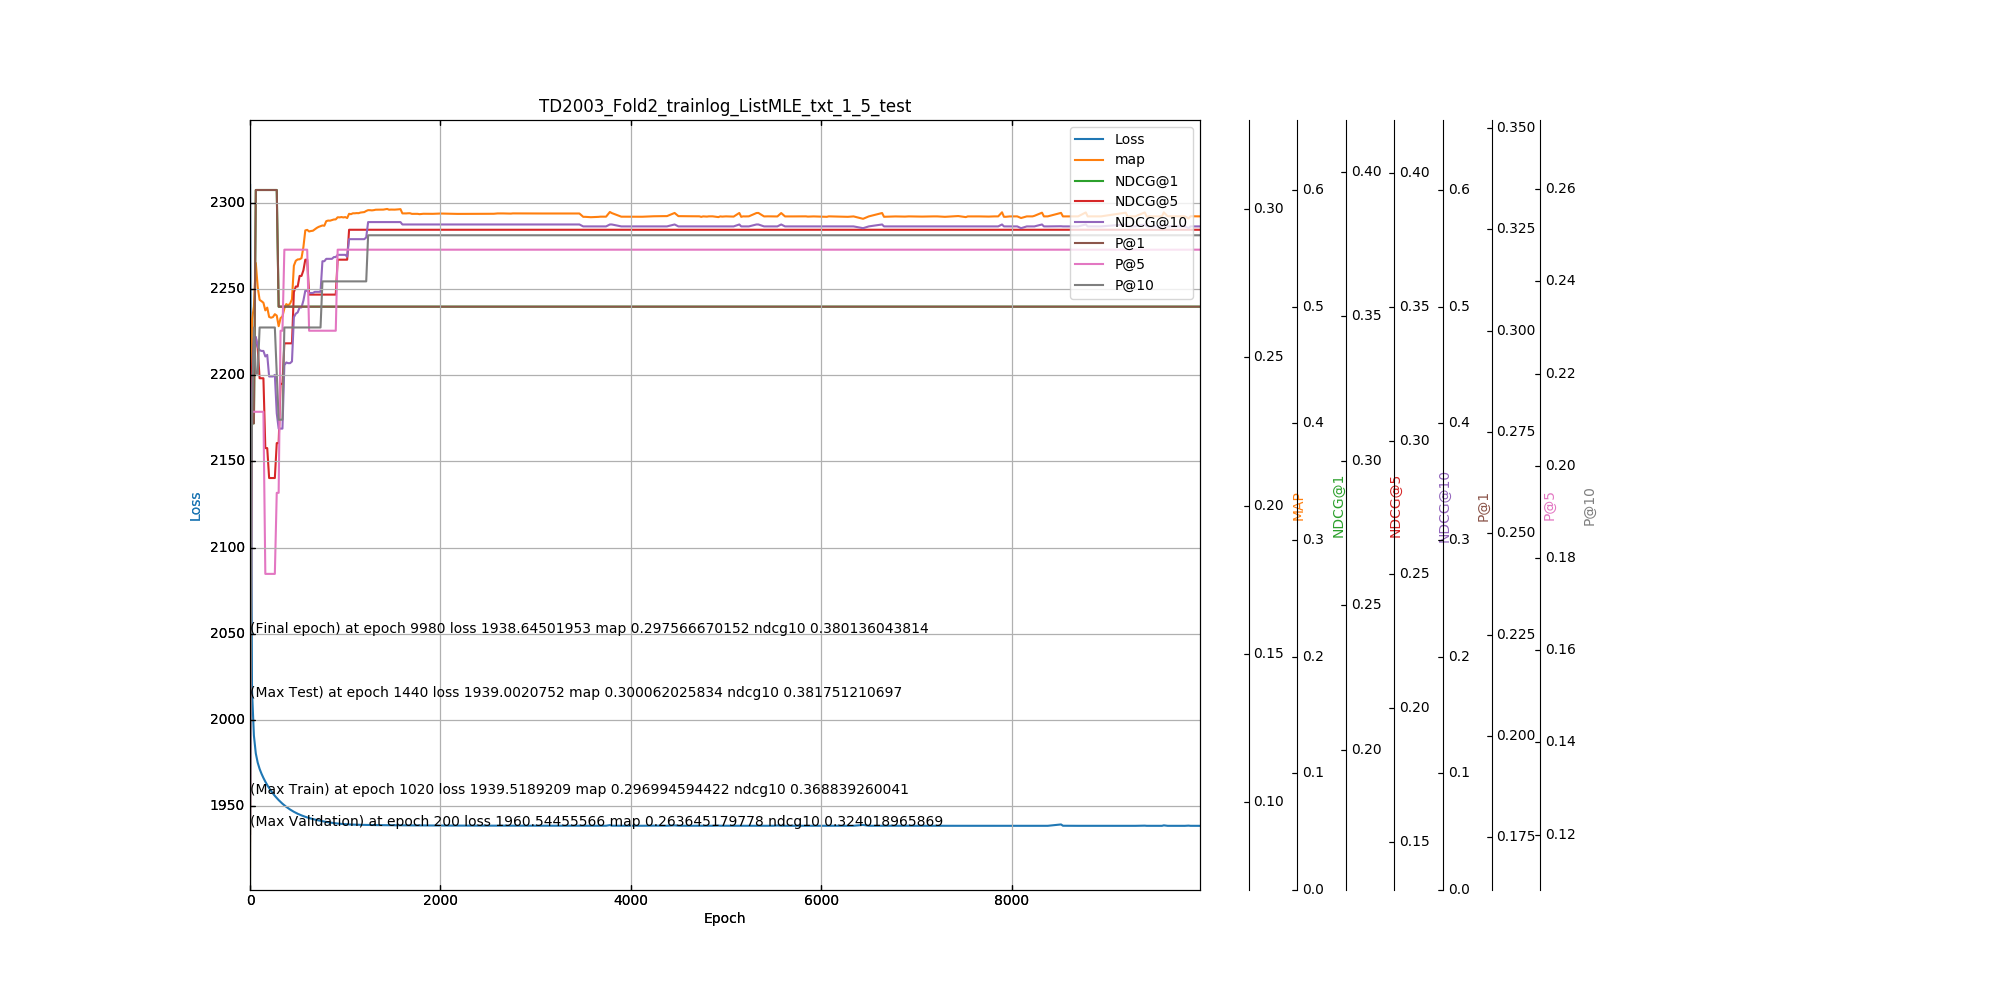 TD2003_Fold2_trainlog_ListMLE_txt_1_5_test
Loss
map
NDCG@1
NDCG@5
NDCG@10
P@1
P@5
P@10
2300
2250
2200
2150
2100
2050
2000
1950
Loss
(Final epoch) at epoch 9980 loss 1938.64501953 map 0.297566670152 ndcg10 0.380136043814
(Max Test) at epoch 1440 loss 1939.0020752 map 0.300062025834 ndcg10 0.381751210697
(Max Train) at epoch 1020 loss 1939.5189209 map 0.296994594422 ndcg10 0.368839260041
(Max Validation) at epoch 200 loss 1960.54455566 map 0.263645179778 ndcg10 0.324018965869
0 2000 4000 6000 8000
Epoch
0.30
0.25
0.20
0.15
0.10
MAP
0.6
0.5
0.4
0.3
0.2
0.1
0.0
NDCG@1
0.40
0.35
0.30
0.25
0.20
NDCG@5
0.40
0.35
0.30
0.25
0.20
0.15
NDCG@10
0.6
0.5
0.4
0.3
0.2
0.1
0.0
P@1
0.350
0.325
0.300
0.275
0.250
0.225
0.200
0.175
P@5
0.26
0.24
0.22
0.20
0.18
0.16
0.14
0.12
P@10